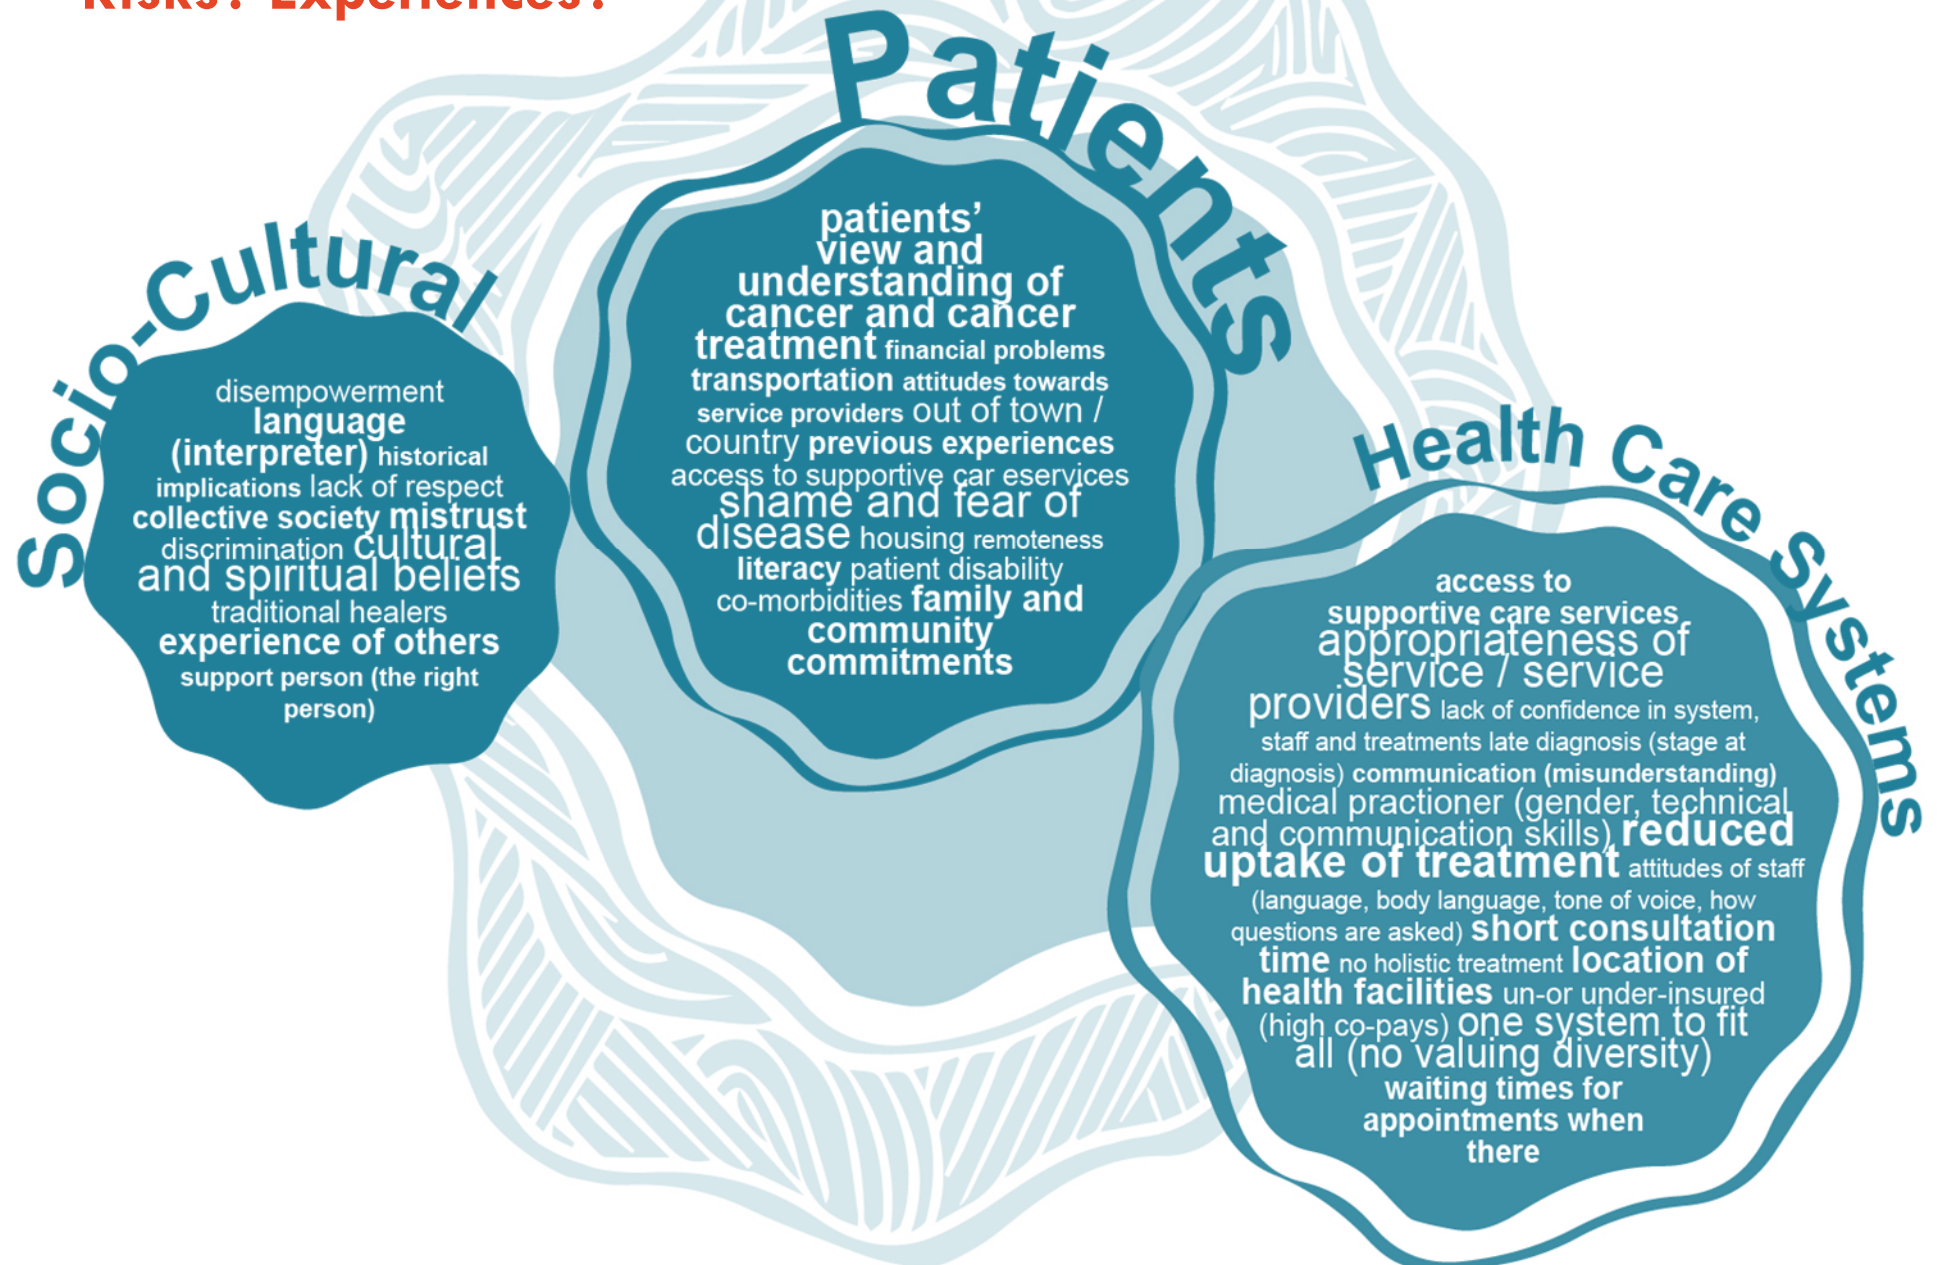 Risks? Experiences?
Patients
patients’
view and
understanding of
cancer and cancer
treatment financial problems
transportation attitudes towards
service providers out of town /
country previous experiences
access to supportive car eservices
shame and fear of
disease housing remoteness
literacy patient disability
co-morbidities family and
community
commitments
Socio-Cultural
disempowerment
language
(interpreter) historical
implications lack of respect
collective society mistrust
discrimination cultural
and spiritual beliefs
traditional healers
experience of others
support person (the right
person)
Health Care Systems
access to
supportive care services
appropriateness of
service / service
providers lack of confidence in system,
staff and treatments late diagnosis (stage at
diagnosis) communication (misunderstanding)
medical practioner (gender, technical
and communication skills) reduced
uptake of treatment attitudes of staff
(language, body language, tone of voice, how
questions are asked) short consultation
time no holistic treatment location of
health facilities un-or under-insured
(high co-pays) one system to fit
all (no valuing diversity)
waiting times for
appointments when
there